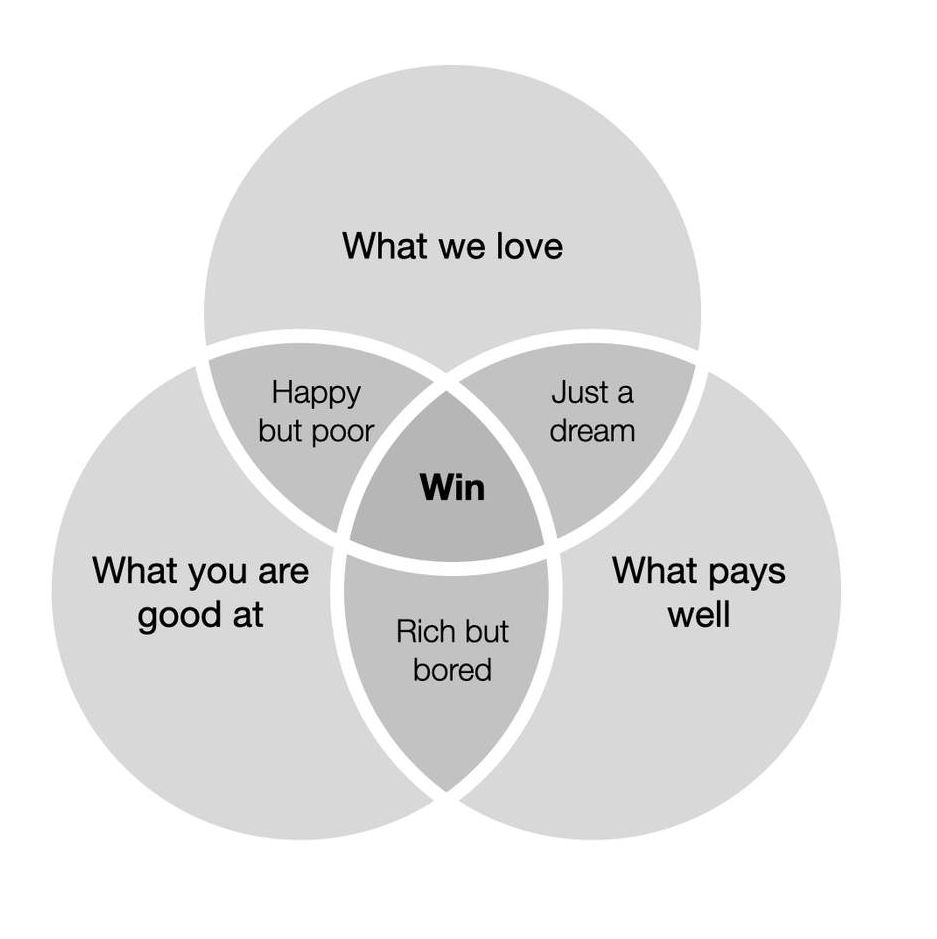 What we love
Happy
but poor
Just a
dream
Win
What you are
good at
What pays
well
Rich but
bored